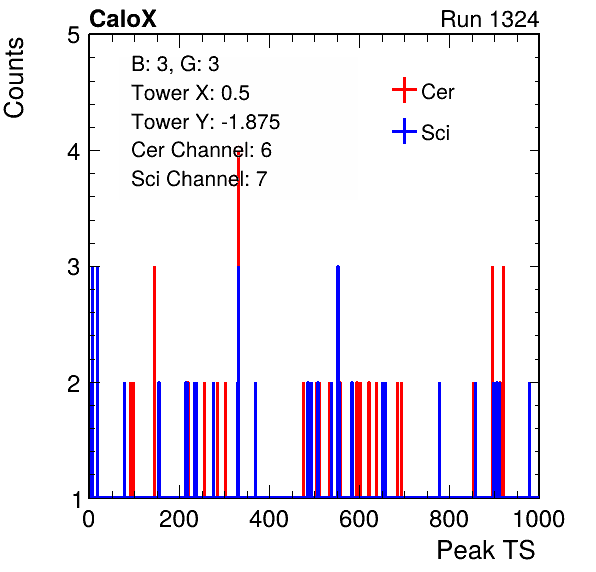 CaloX Run 1324
Counts
5
4
3
2
1
B: 3, G: 3
Tower X: 0.5
Tower Y: -1.875
Cer Channel: 6
Sci Channel: 7
Cer
Sci
0 200 400 600 800 1000
Peak TS